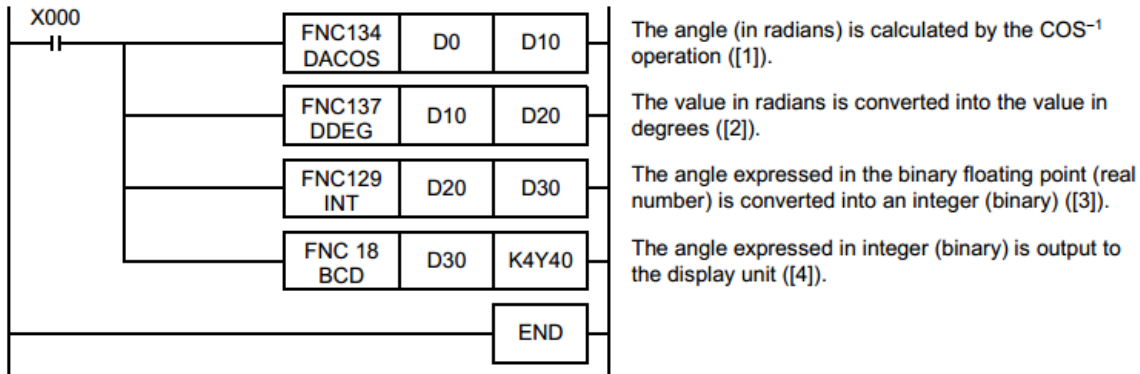 X000
FNC134 DACOS D0 D10
The angle (in radians) is calculated by the COS⁻¹
operation ([1]).
FNC137 DDEG D10 D20
The value in radians is converted into the value in
degrees ([2]).
FNC129 INT D20 D30
The angle expressed in the binary floating point (real
number) is converted into an integer (binary) ([3]).
FNC 18 BCD D30 K4Y40
The angle expressed in integer (binary) is output to
the display unit ([4]).
END